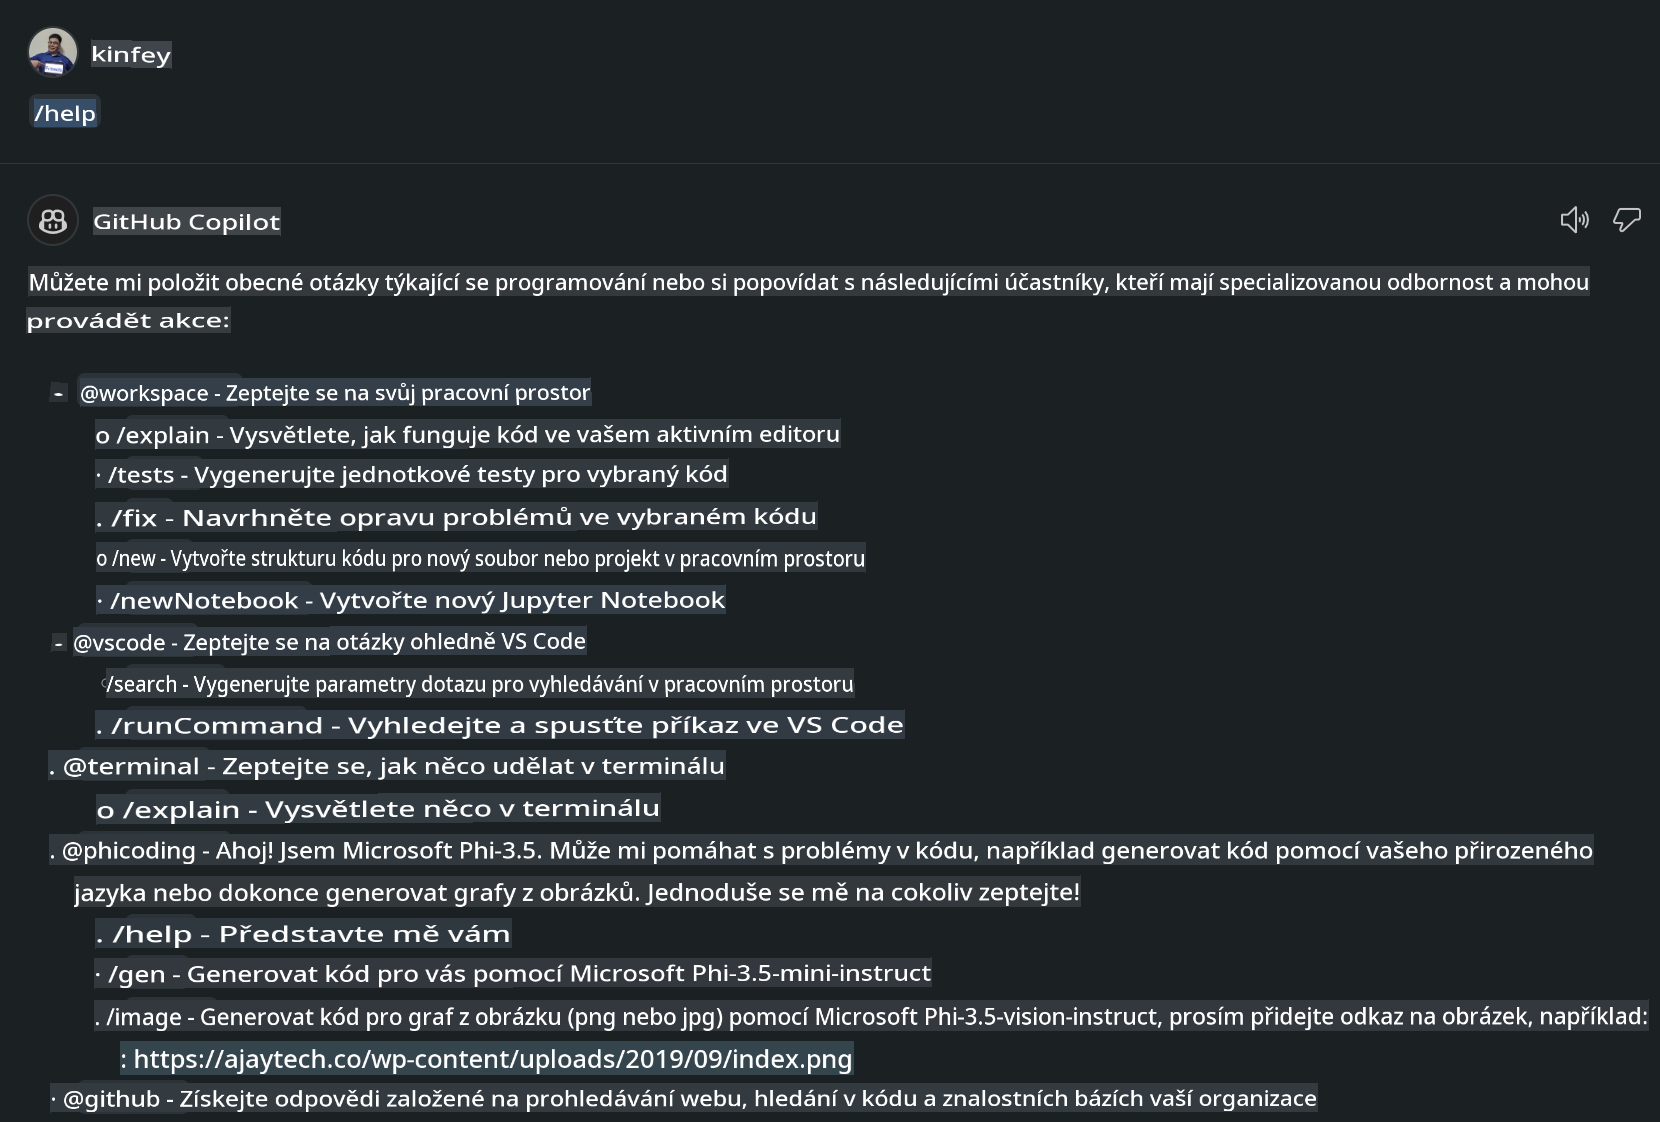 kinfey
/help
GitHub Copilot
Můžete mi položit obecné otázky týkající se programování nebo si popovídat s následujícími účastníky, kteří mají specializovanou odbornost a mohou
provádět akce:
- @workspace - Zeptejte se na svůj pracovní prostor
o /explain - Vysvětlete, jak funguje kód ve vašem aktivním editoru
· /tests - Vygenerujte jednotkové testy pro vybraný kód
. /fix - Navrhněte opravu problémů ve vybraném kódu
o /new - Vytvořte strukturu kódu pro nový soubor nebo projekt v pracovním prostoru
· /newNotebook - Vytvořte nový Jupyter Notebook
- @vscode - Zeptejte se na otázky ohledně VS Code
/search - Vygenerujte parametry dotazu pro vyhledávání v pracovním prostoru
. /runCommand - Vyhledejte a spusťte příkaz ve VS Code
. @terminal - Zeptejte se, jak něco udělat v terminálu
o /explain - Vysvětlete něco v terminálu
. @phicoding - Ahoj! Jsem Microsoft Phi-3.5. Může mi pomáhat s problémy v kódu, například generovat kód pomocí vašeho přirozeného
jazyka nebo dokonce generovat grafy z obrázků. Jednoduše se mě na cokoliv zeptejte!
. /help - Představte mě vám
· /gen - Generovat kód pro vás pomocí Microsoft Phi-3.5-mini-instruct
. /image - Generovat kód pro graf z obrázku (png nebo jpg) pomocí Microsoft Phi-3.5-vision-instruct, prosím přidejte odkaz na obrázek, například:
: https://ajaytech.co/wp-content/uploads/2019/09/index.png
· @github - Získejte odpovědi založené na prohledávání webu, hledání v kódu a znalostních bázích vaší organizace